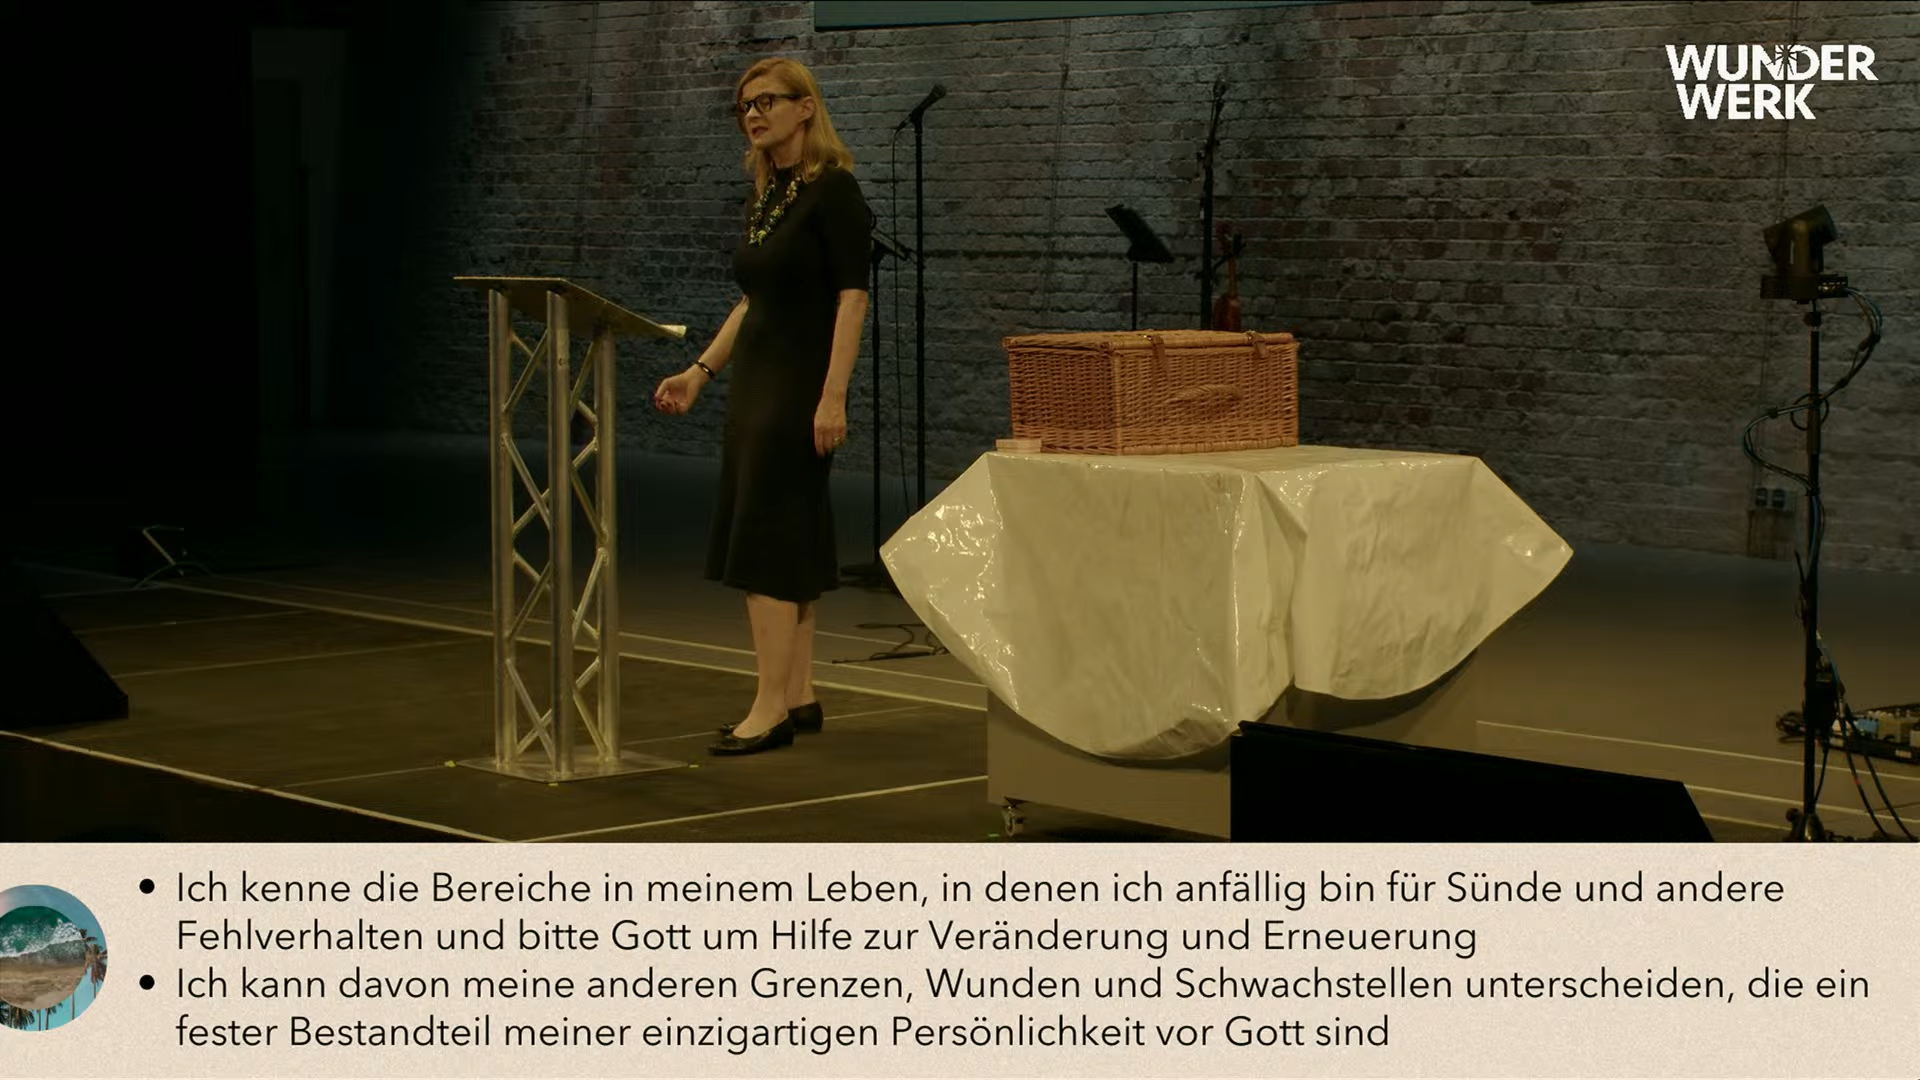 WUNDER
WERK
• Ich kenne die Bereiche in meinem Leben, in denen ich anfällig bin für Sünde und andere
Fehlverhalten und bitte Gott um Hilfe zur Veränderung und Erneuerung
• Ich kann davon meine anderen Grenzen, Wunden und Schwachstellen unterscheiden, die ein
fester Bestandteil meiner einzigartigen Persönlichkeit vor Gott sind